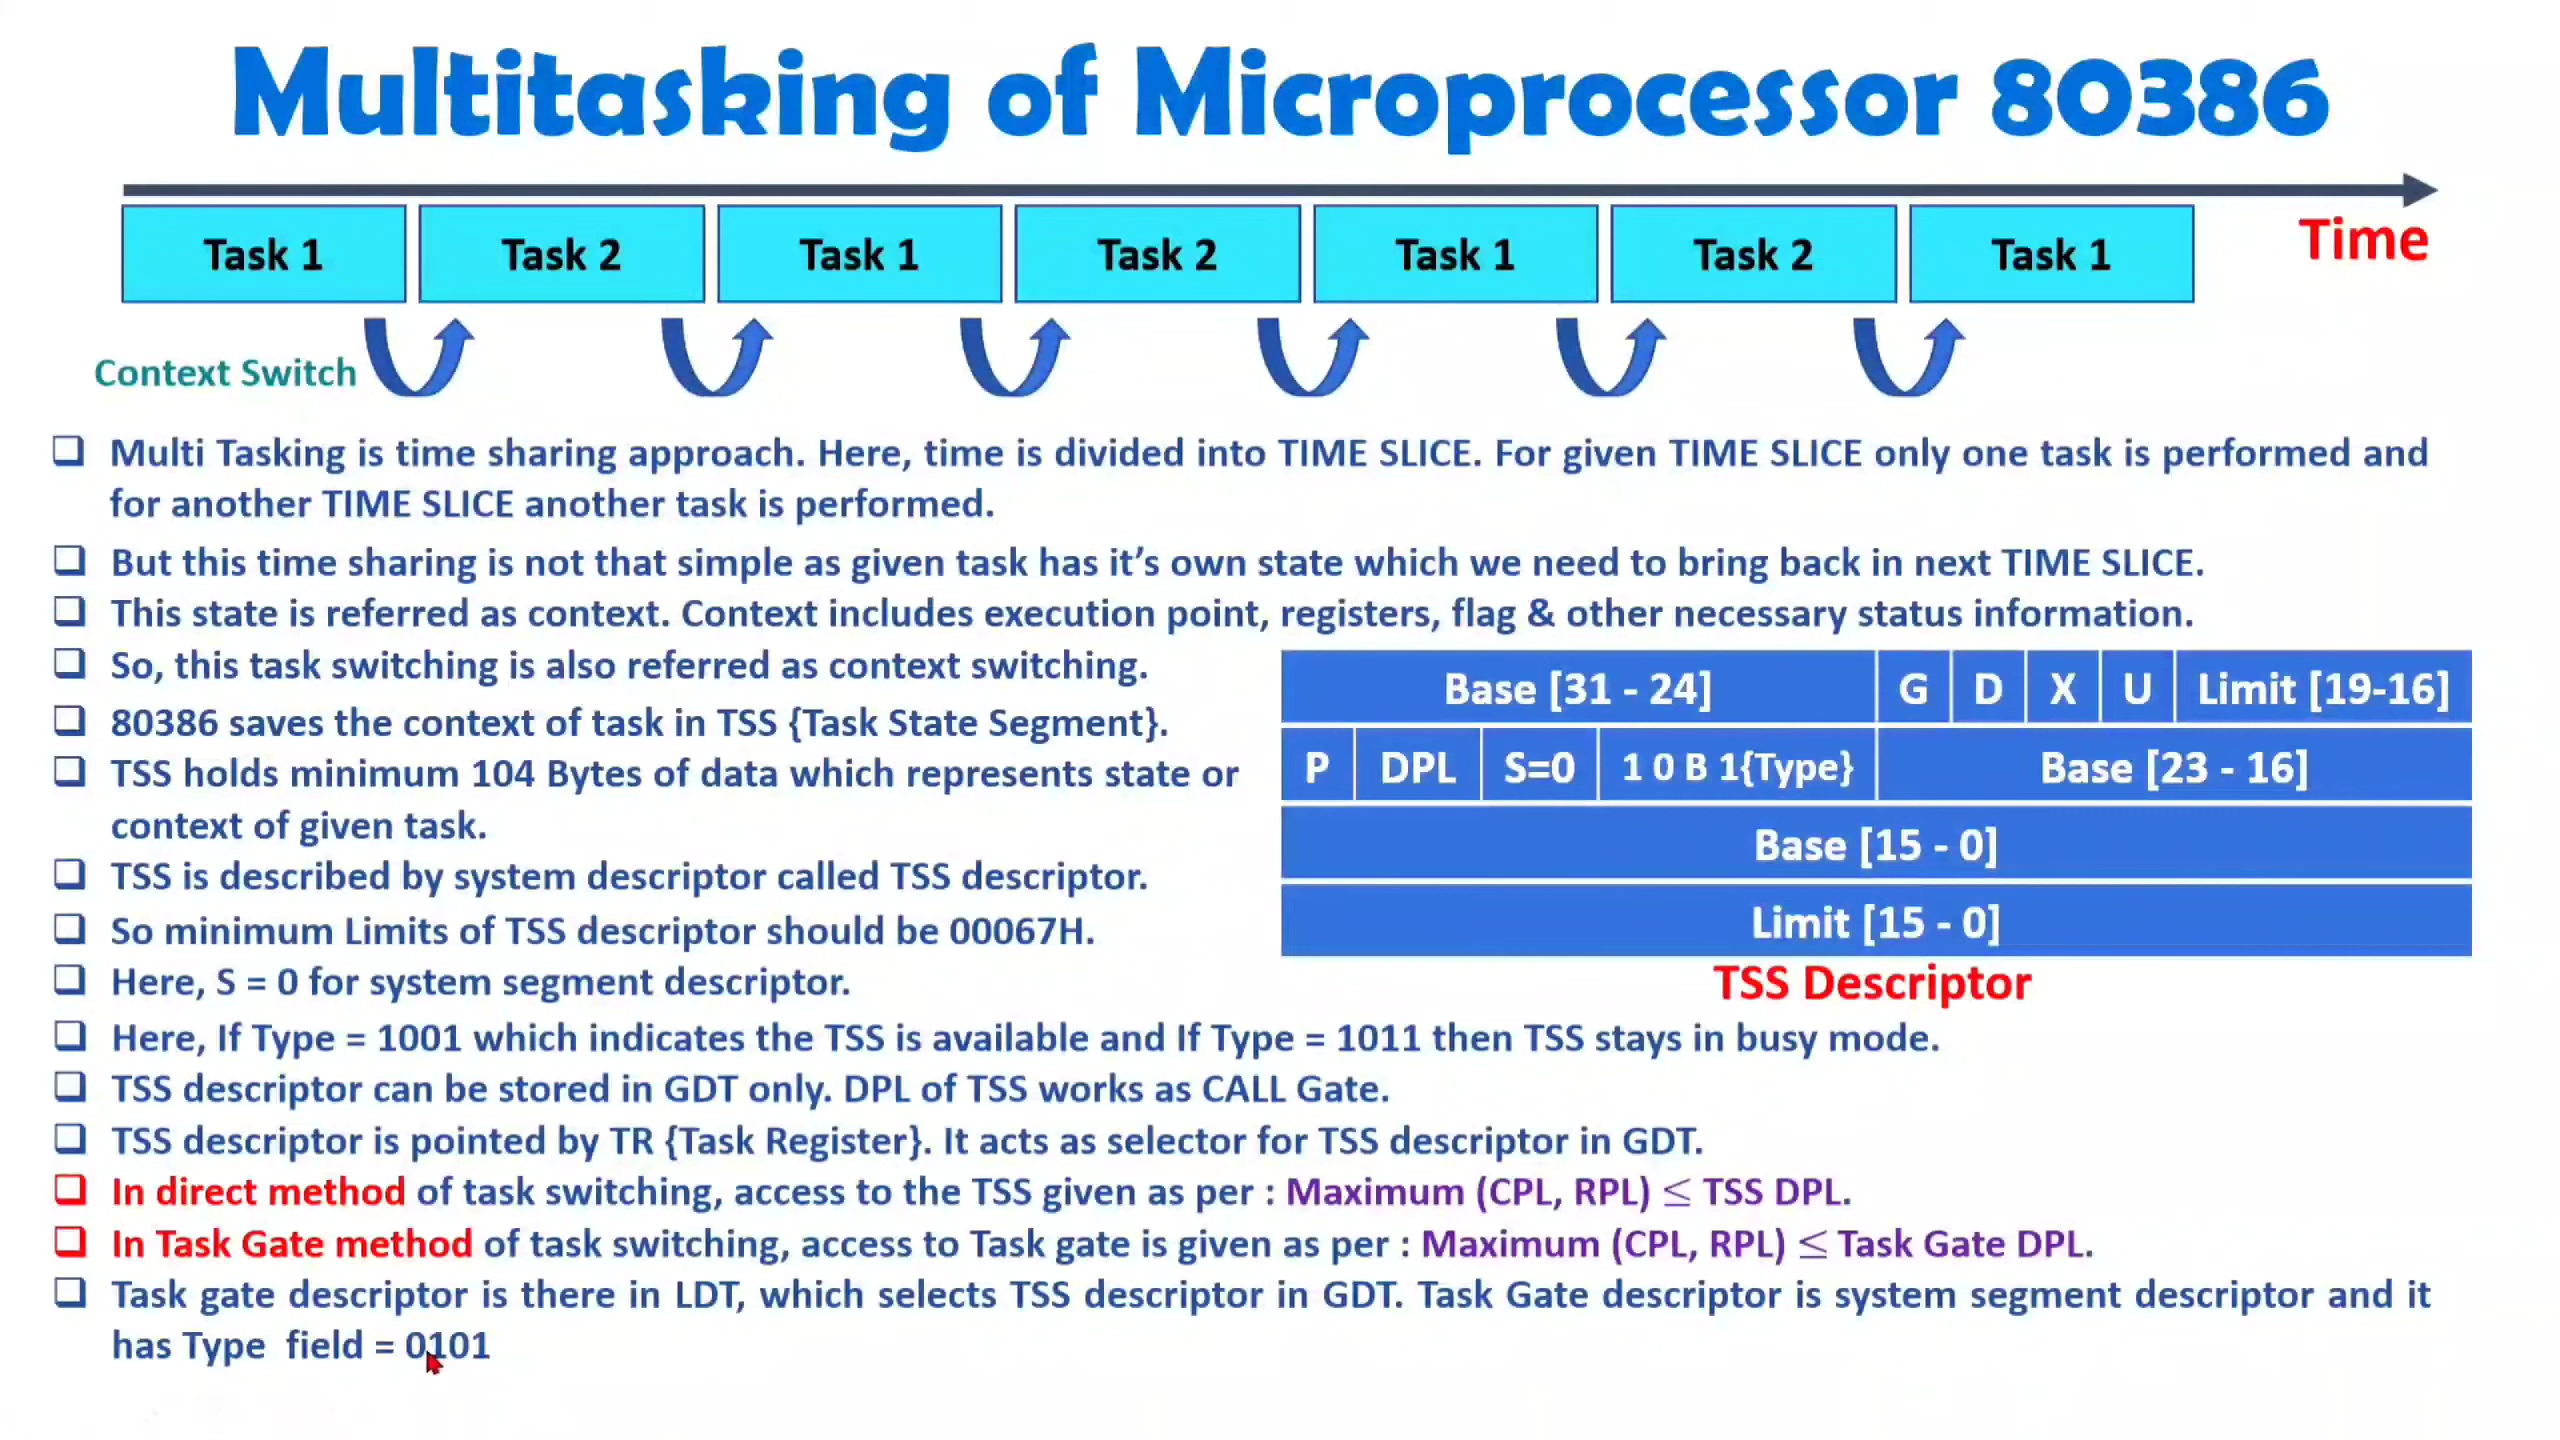 Multitasking of Microprocessor 80386
Task 1 Task 2 Task 1 Task 2 Task 1 Task 2 Task 1
Time
Context Switch
❑ Multi Tasking is time sharing approach. Here, time is divided into TIME SLICE. For given TIME SLICE only one task is performed and
for another TIME SLICE another task is performed.
❑ But this time sharing is not that simple as given task has it’s own state which we need to bring back in next TIME SLICE.
❑ This state is referred as context. Context includes execution point, registers, flag & other necessary status information.
❑ So, this task switching is also referred as context switching.
❑ 80386 saves the context of task in TSS {Task State Segment}.
❑ TSS holds minimum 104 Bytes of data which represents state or
context of given task.
❑ TSS is described by system descriptor called TSS descriptor.
❑ So minimum Limits of TSS descriptor should be 00067H.
❑ Here, S = 0 for system segment descriptor.
Base [31 - 24] G D X U Limit [19-16]
P DPL S=0 1 0 B 1{Type} Base [23 - 16]
Base [15 - 0]
Limit [15 - 0]
TSS Descriptor
❑ Here, If Type = 1001 which indicates the TSS is available and If Type = 1011 then TSS stays in busy mode.
❑ TSS descriptor can be stored in GDT only. DPL of TSS works as CALL Gate.
❑ TSS descriptor is pointed by TR {Task Register}. It acts as selector for TSS descriptor in GDT.
❑ In direct method of task switching, access to the TSS given as per : Maximum (CPL, RPL) ≤ TSS DPL.
❑ In Task Gate method of task switching, access to Task gate is given as per : Maximum (CPL, RPL) ≤ Task Gate DPL.
❑ Task gate descriptor is there in LDT, which selects TSS descriptor in GDT. Task Gate descriptor is system segment descriptor and it
has Type field = 0101